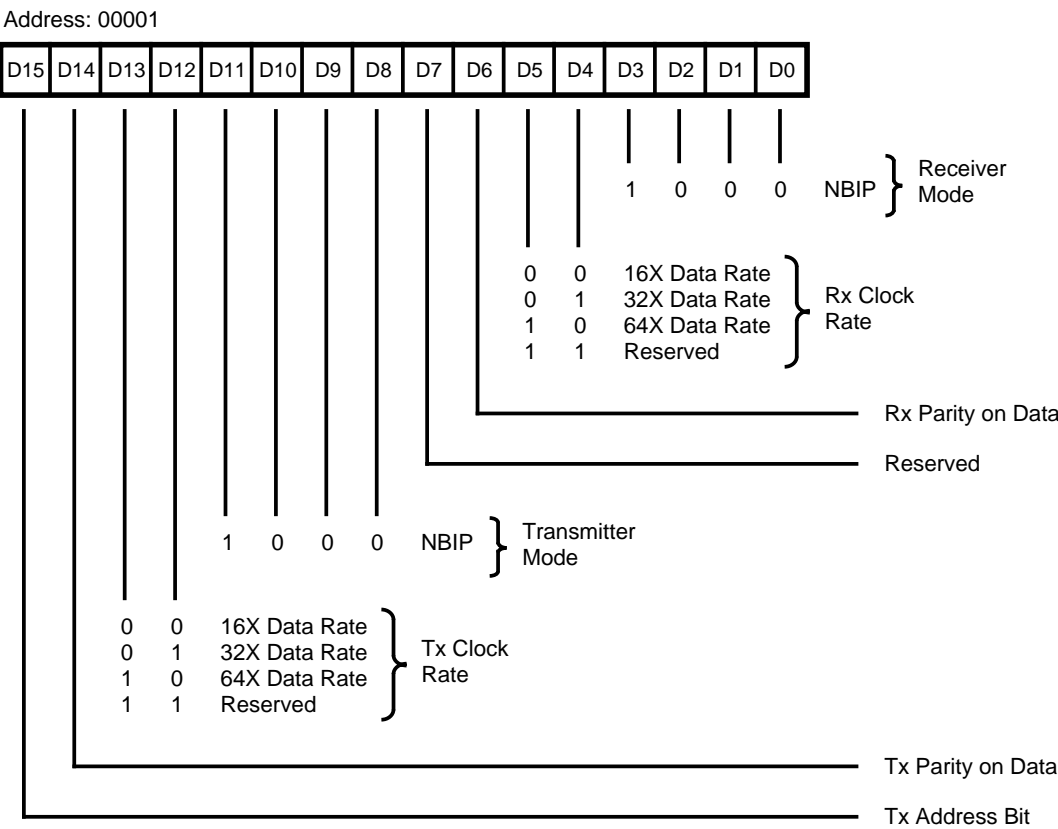 Address: 00001
D15 D14 D13 D12 D11 D10 D9 D8 D7 D6 D5 D4 D3 D2 D1 D0
1 0 0 0 NBIP
Receiver
Mode
0 0 16X Data Rate
0 1 32X Data Rate
1 0 64X Data Rate
1 1 Reserved
Rx Clock
Rate
Rx Parity on Data
Reserved
1 0 0 0 NBIP
Transmitter
Mode
0 0 16X Data Rate
0 1 32X Data Rate
1 0 64X Data Rate
1 1 Reserved
Tx Clock
Rate
Tx Parity on Data
Tx Address Bit